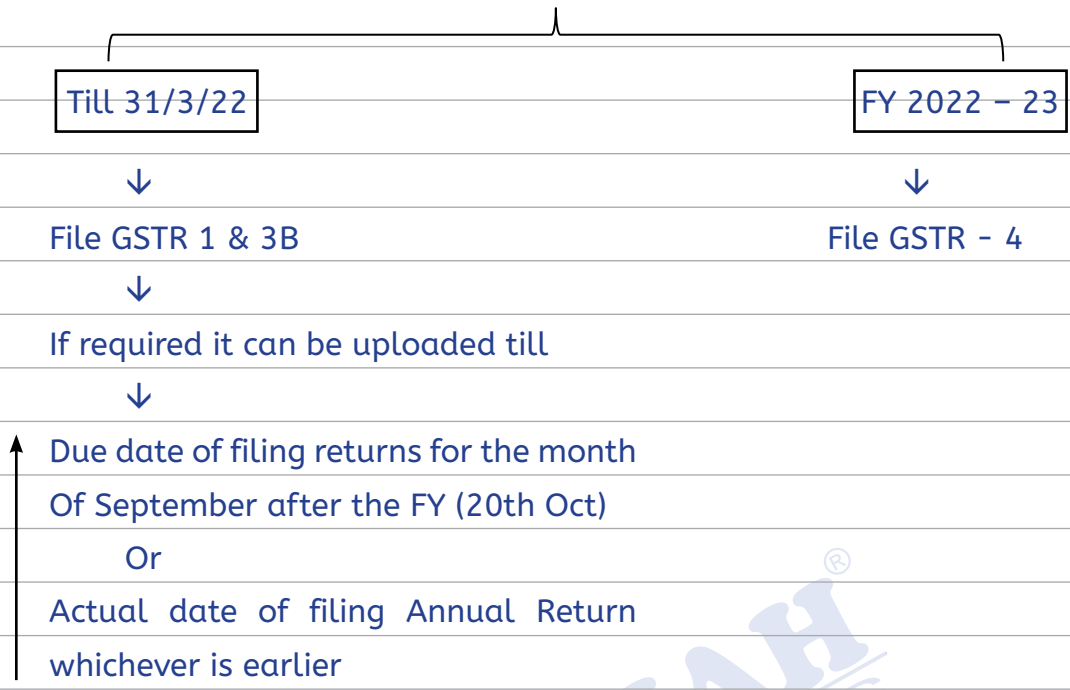 Till 31/3/22
FY 2022 – 23
↓
↓
File GSTR 1 & 3B
File GSTR - 4
↓
If required it can be uploaded till
↓
Due date of filing returns for the month
Of September after the FY (20th Oct)
Or
Actual date of filing Annual Return
whichever is earlier
AH
®